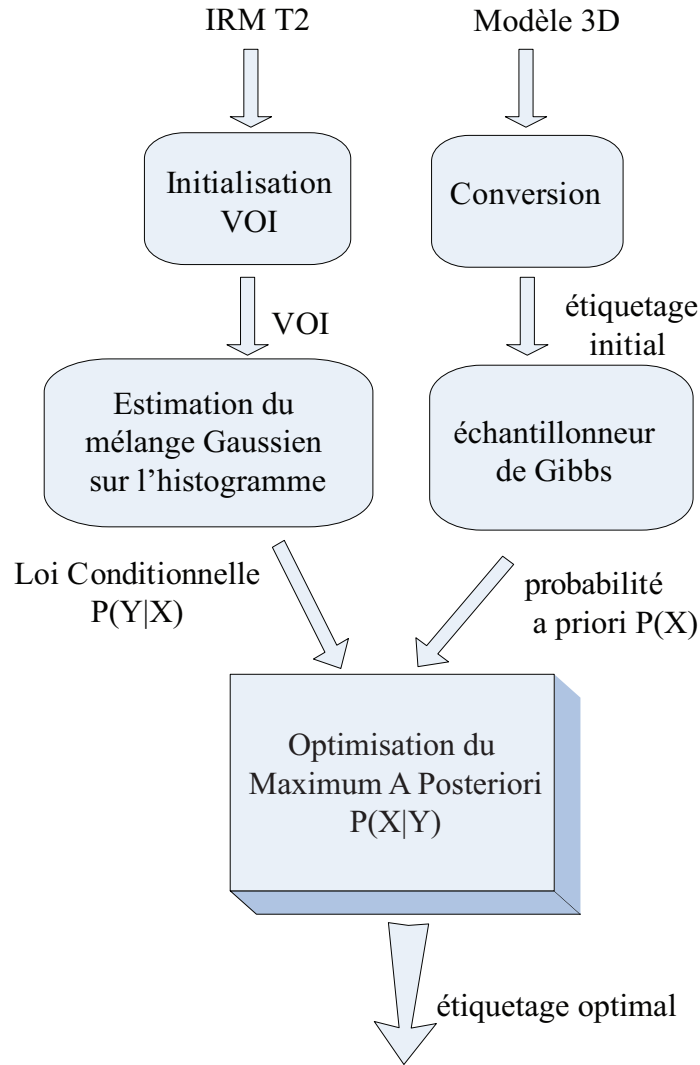 IRM T2
Modèle 3D
Initialisation
VOI
Conversion
VOI
étiquetage
initial
Estimation du
mélange Gaussien
sur l'histogramme
échantillonneur
de Gibbs
Loi Conditionnelle
P(Y|X)
probabilité
a priori P(X)
Optimisation du
Maximum A Posteriori
P(X|Y)
étiquetage optimal